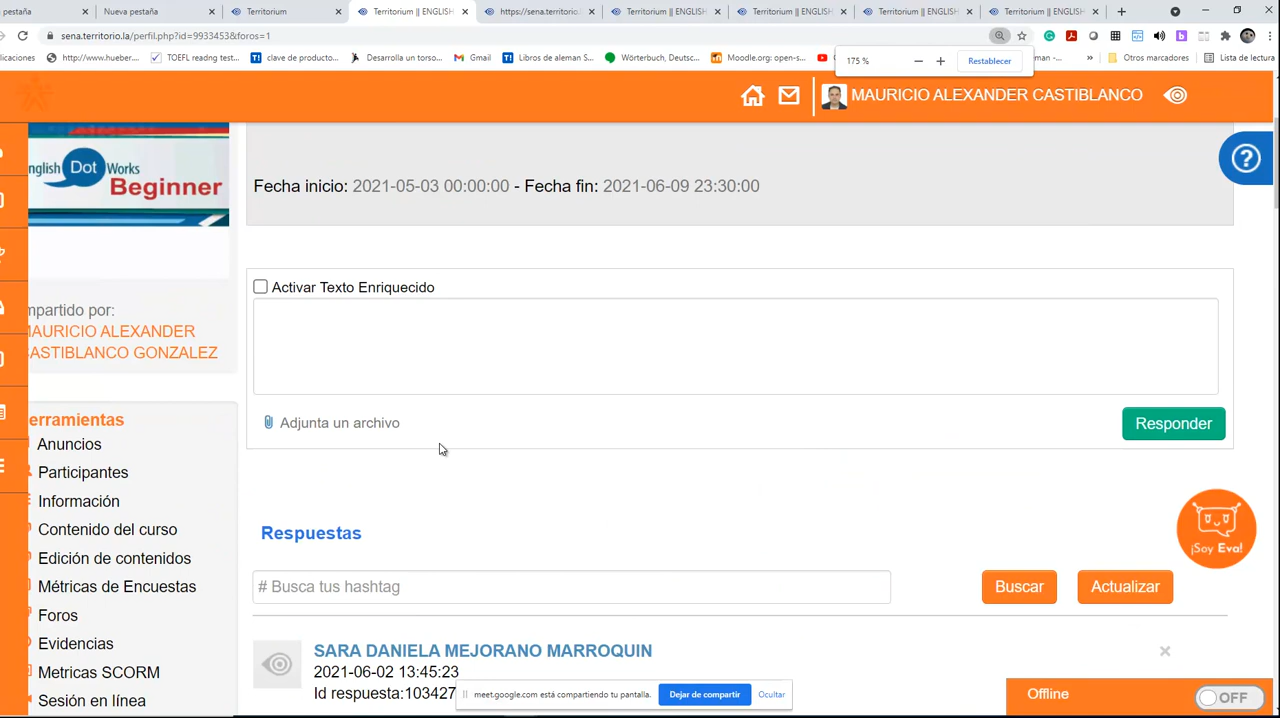 pestaña
Nueva pestaña
Territorium
Territorium || ENGLISH
https://sena.territorio.
Territorium || ENGLISH
Territorium || ENGLISH
Territorium || ENGLISH
Territorium || ENGLISH
sena.territorio.la/perfil.php?id=9933453&foros=1
licaciones
http://www.hueber...
TOEFL readng test...
clave de producto...
Desarolla un torso...
Gmail
Libros de aleman S...
Wörterbuch, Deutsc...
Moodle.org: open-s...
Otros marcadores
Lista de lectura
175 %
Restablecer
MAURICIO ALEXANDER CASTIBLANCO
nglish Dot Works
Beginner
Fecha inicio: 2021-05-03 00:00:00 - Fecha fin: 2021-06-09 23:30:00
Activar Texto Enriquecido
mpartido por:
MAURICIO ALEXANDER
CASTIBLANCO GONZALEZ
Adjunta un archivo
Responder
erramientas
Anuncios
Participantes
Información
Contenido del curso
Edición de contenidos
Métricas de Encuestas
Foros
Evidencias
Metricas SCORM
Sesión en línea
Respuestas
# Busca tus hashtag
Buscar
Actualizar
¡Soy Eva!
SARA DANIELA MEJORANO MARROQUIN
2021-06-02 13:45:23
Id respuesta:103427
meet.google.com está compartiendo tu pantalla.
Dejar de compartir
Ocultar
Offline
OFF